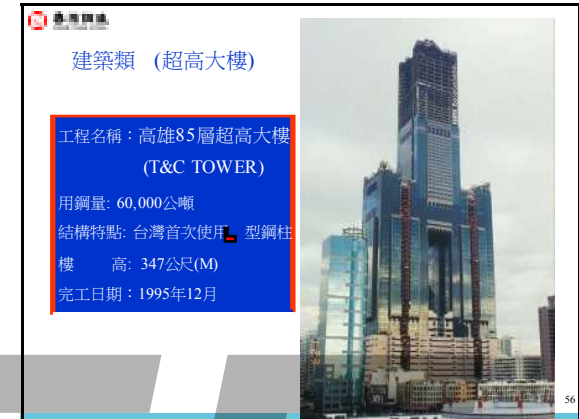 建築類 (超高大樓)
工程名稱：高雄85層超高大樓
(T&C TOWER)
用鋼量: 60,000公噸
結構特點: 台灣首次使用 型鋼柱
樓 高: 347公尺(M)
完工日期：1995年12月
56